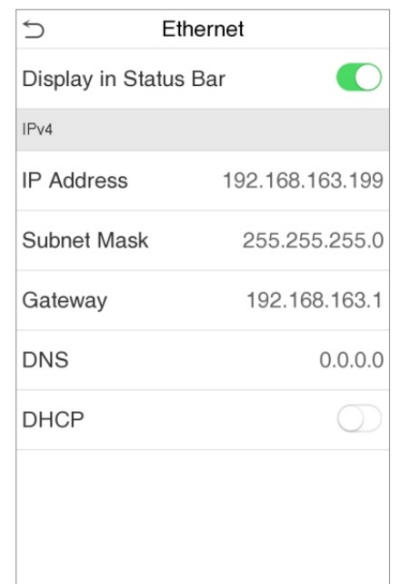 Ethernet
Display in Status Bar
IPv4
IP Address 192.168.163.199
Subnet Mask 255.255.255.0
Gateway 192.168.163.1
DNS 0.0.0.0
DHCP